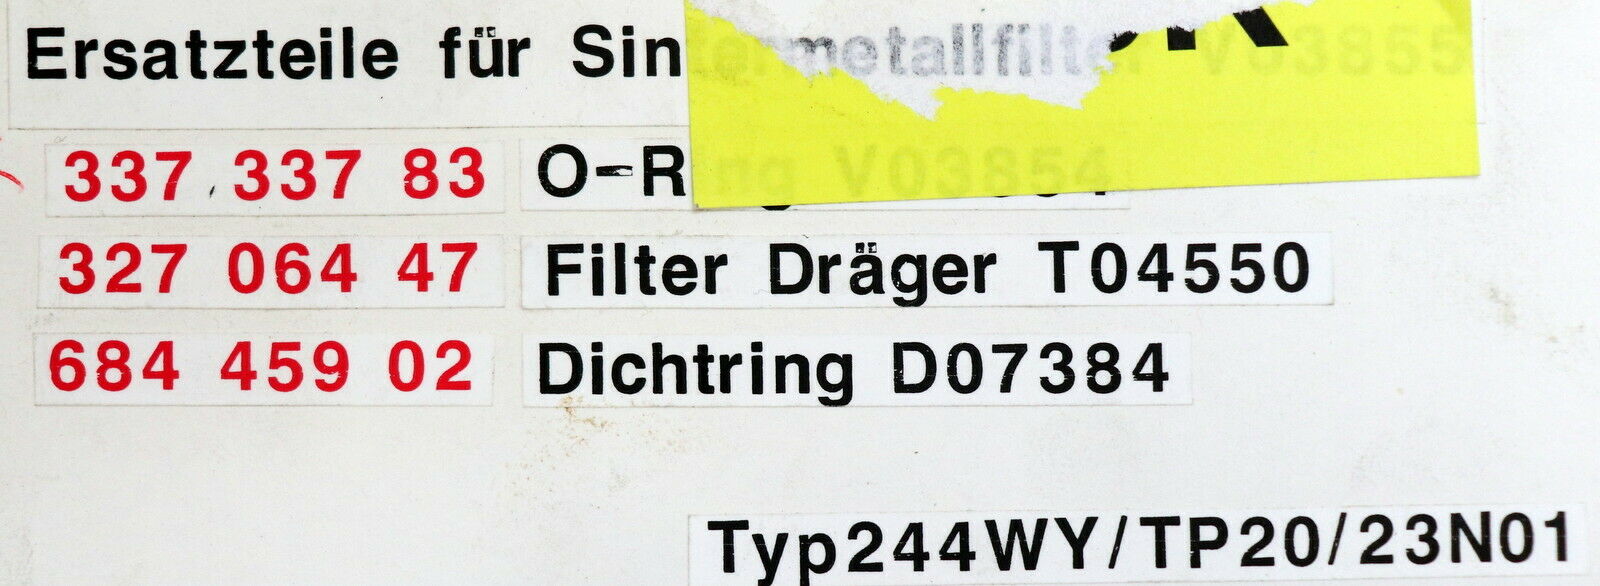 Ersatzteile für Sintermetallfilter V03855
337 337 83 O-Ring V03854
327 064 47 Filter Dräger T04550
684 459 02 Dichtring D07384
Typ244WY/TP20/23N01